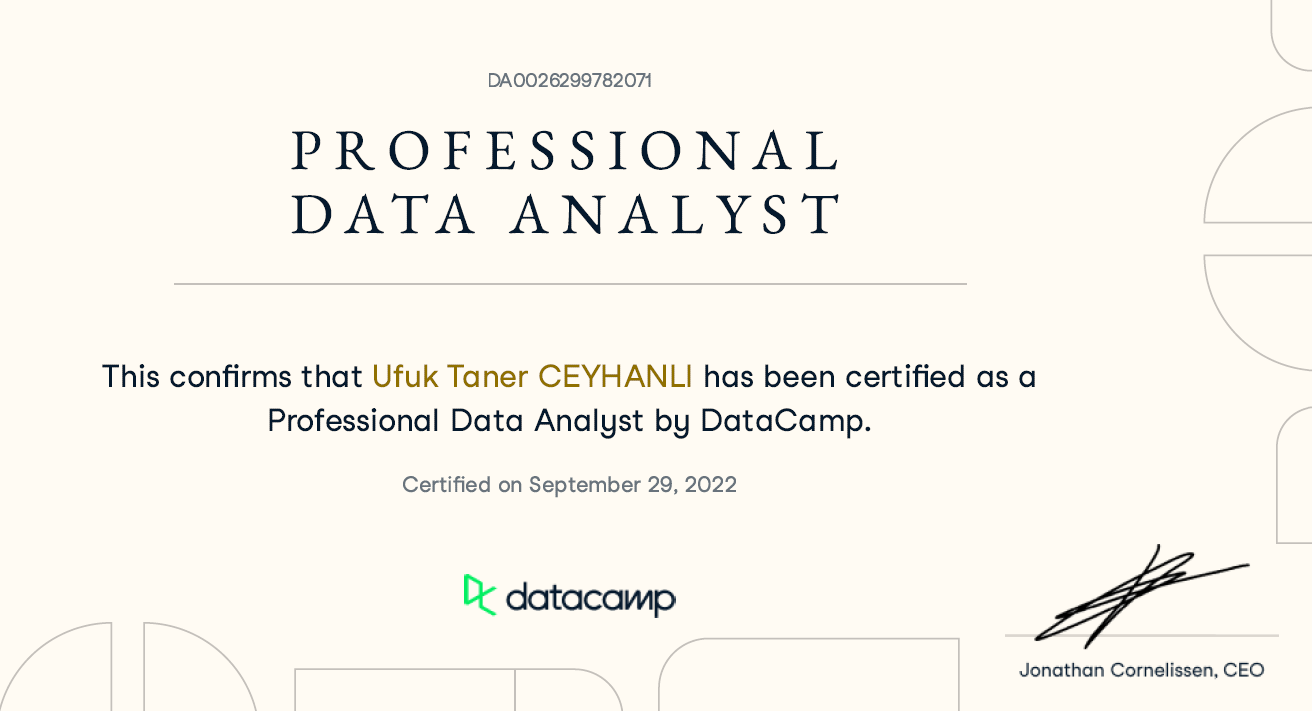 DA0026299782071
PROFESSIONAL
DATA ANALYST
This confirms that Ufuk Taner CEYHANLI has been certified as a
Professional Data Analyst by DataCamp.
Certified on September 29, 2022
datacamp
Jonathan Cornelissen, CEO